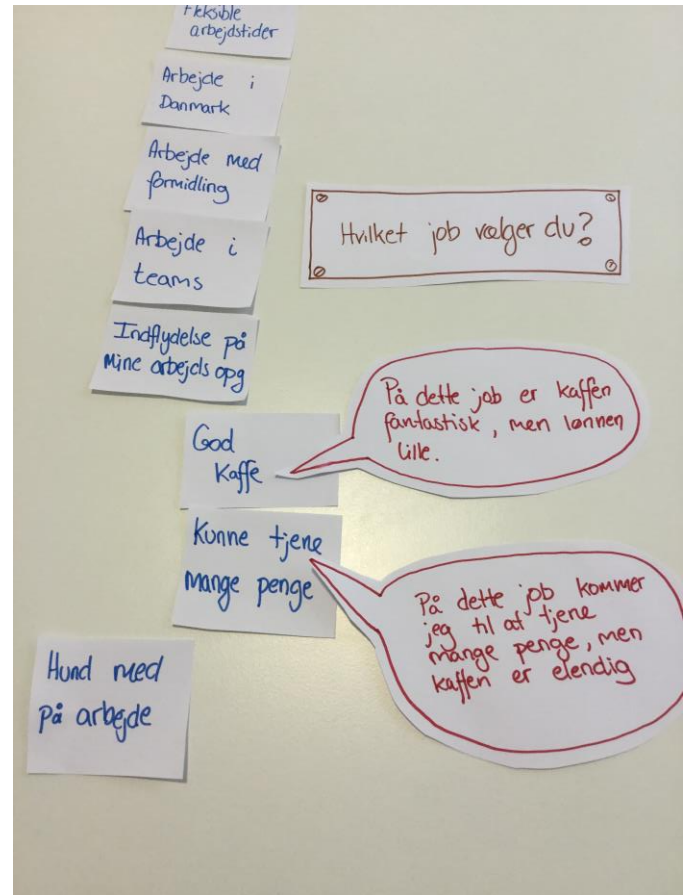 Fleksible
arbejdstider
Arbejde i
Danmark
Arbejde med
formidling
Arbejde i
teams
Indflydelse på
mine arbejds opg
Hvilket job vælger du?
God
Kaffe
På dette job er kaffen
fantastisk, men lønnen
lille.
Kunne tjene
mange penge
På dette job kommer
jeg til at tjene
mange penge, men
kaffen er elendig
Hund med
på arbejde